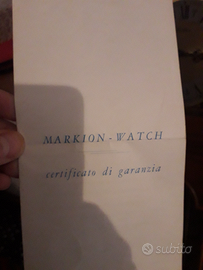 MARKION - WATCH
certificato di garanzia
subito